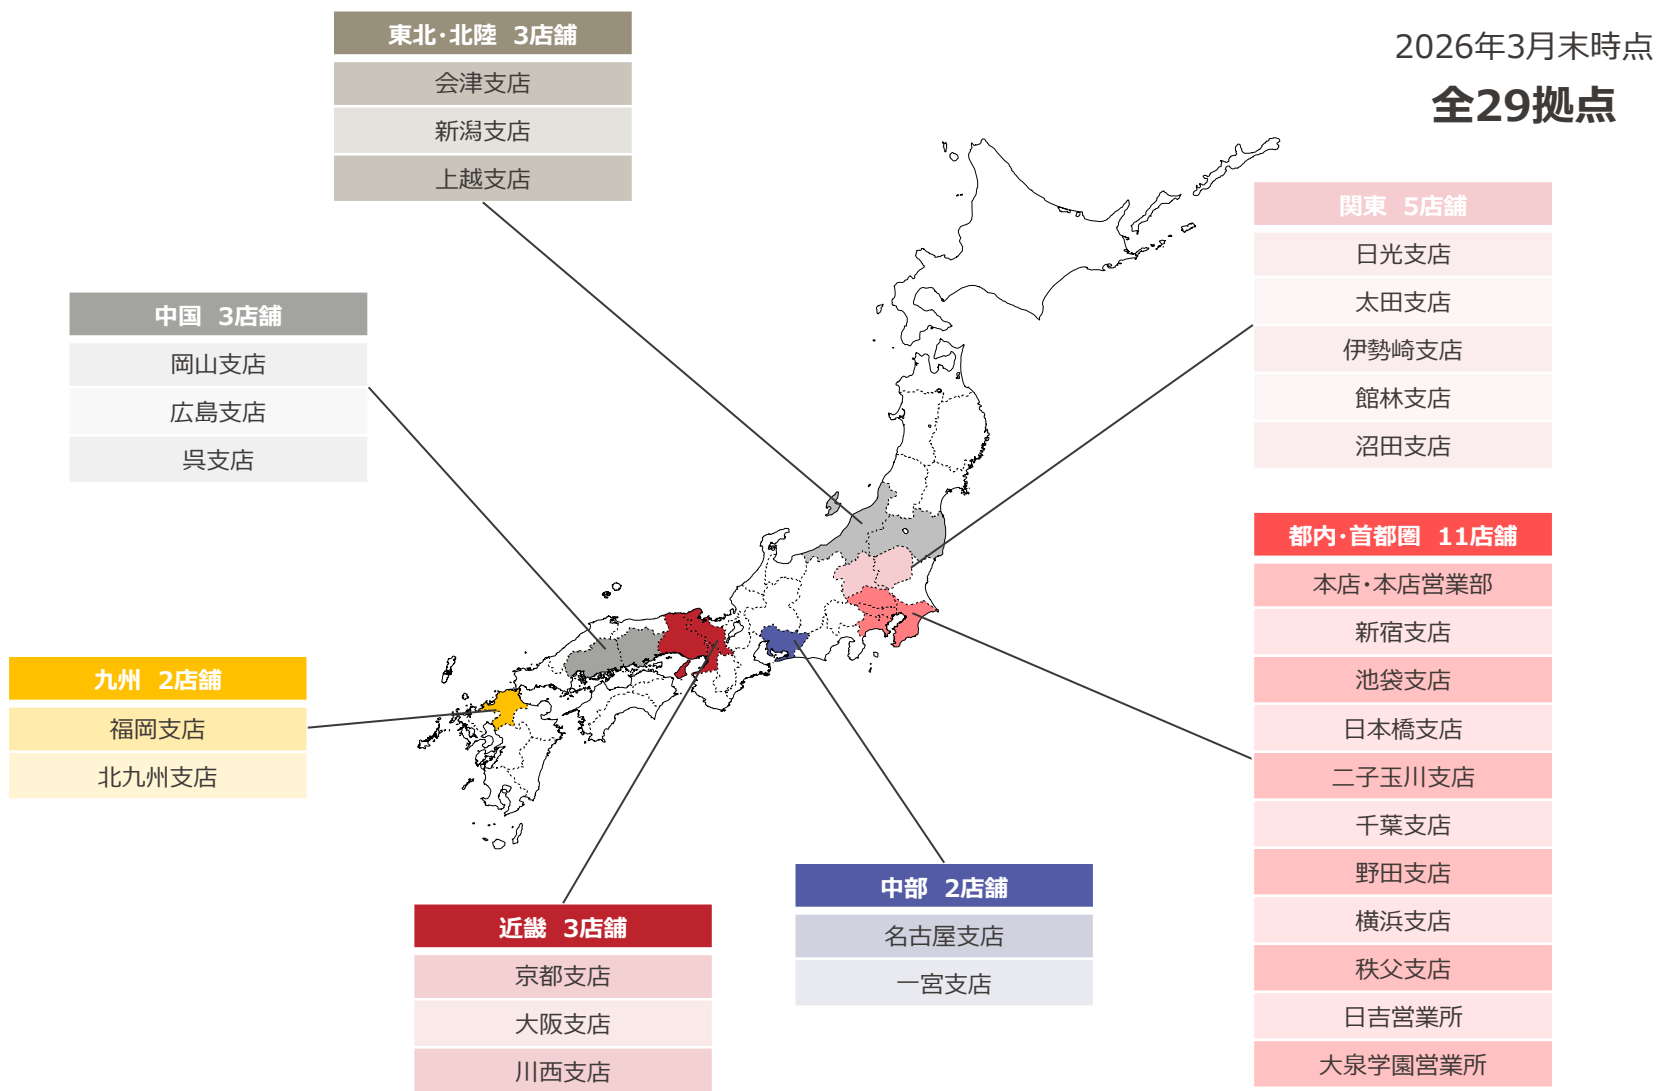 2026年3月末時点
全29拠点
東北・北陸 3店舗
会津支店
新潟支店
上越支店
中国 3店舗
岡山支店
広島支店
呉支店
九州 2店舗
福岡支店
北九州支店
近畿 3店舗
京都支店
大阪支店
川西支店
中部 2店舗
名古屋支店
一宮支店
関東 5店舗
日光支店
太田支店
伊勢崎支店
館林支店
沼田支店
都内・首都圏 11店舗
本店・本店営業部
新宿支店
池袋支店
日本橋支店
二子玉川支店
千葉支店
野田支店
横浜支店
秩父支店
日吉営業所
大泉学園営業所